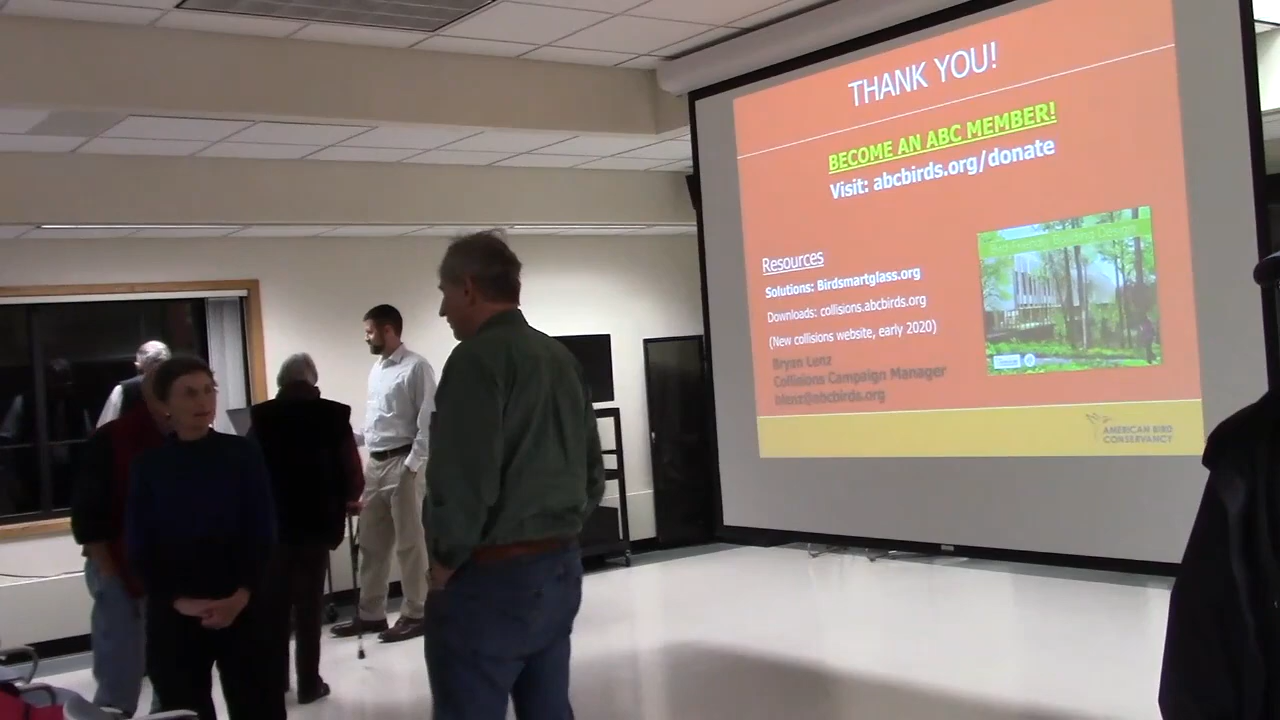 THANK YOU!
BECOME AN ABC MEMBER!
Visit: abcbirds.org/donate
Resources
Solutions: Birdsmartglass.org
Downloads: collisions.abcbirds.org
(New collisions website, early 2020)
Bryan Lenz
Collisions Campaign Manager
blenz@abcbirds.org
AMERICAN BIRD
CONSERVANCY